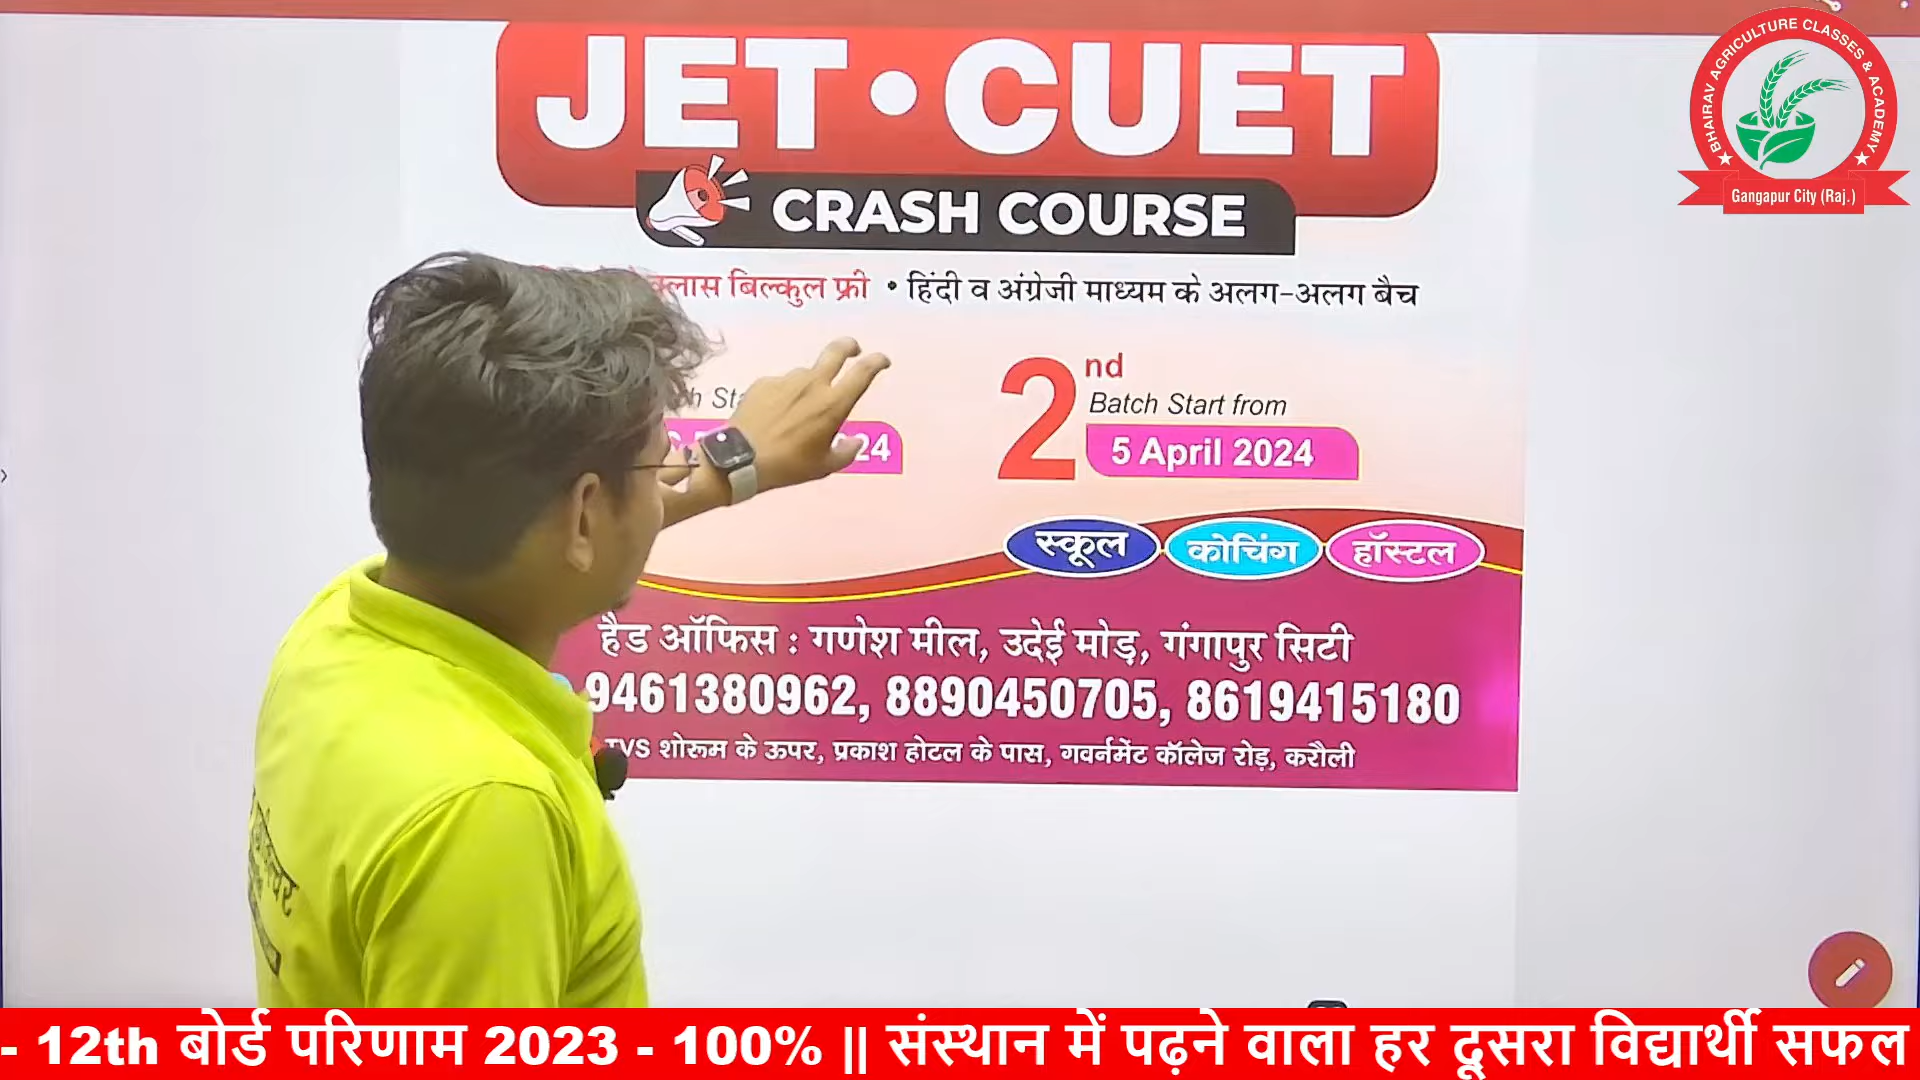 JET • CUET
CRASH COURSE
क्लास बिल्कुल फ्री • हिंदी व अंग्रेजी माध्यम के अलग-अलग बैच
2nd
Batch Start from
24
5 April 2024
स्कूल कोचिंग हॉस्टल
हैड ऑफिस : गणेश मील, उदेई मोड़, गंगापुर सिटी
9461380962, 8890450705, 8619415180
TVS शोरूम के ऊपर, प्रकाश होटल के पास, गवर्नमेंट कॉलेज रोड़, करौली
BHAIRAV AGRICULTURE CLASSES & ACADEMY
Gangapur City (Raj.)
- 12th बोर्ड परिणाम 2023 - 100% || संस्थान में पढ़ने वाला हर दूसरा विद्यार्थी सफल